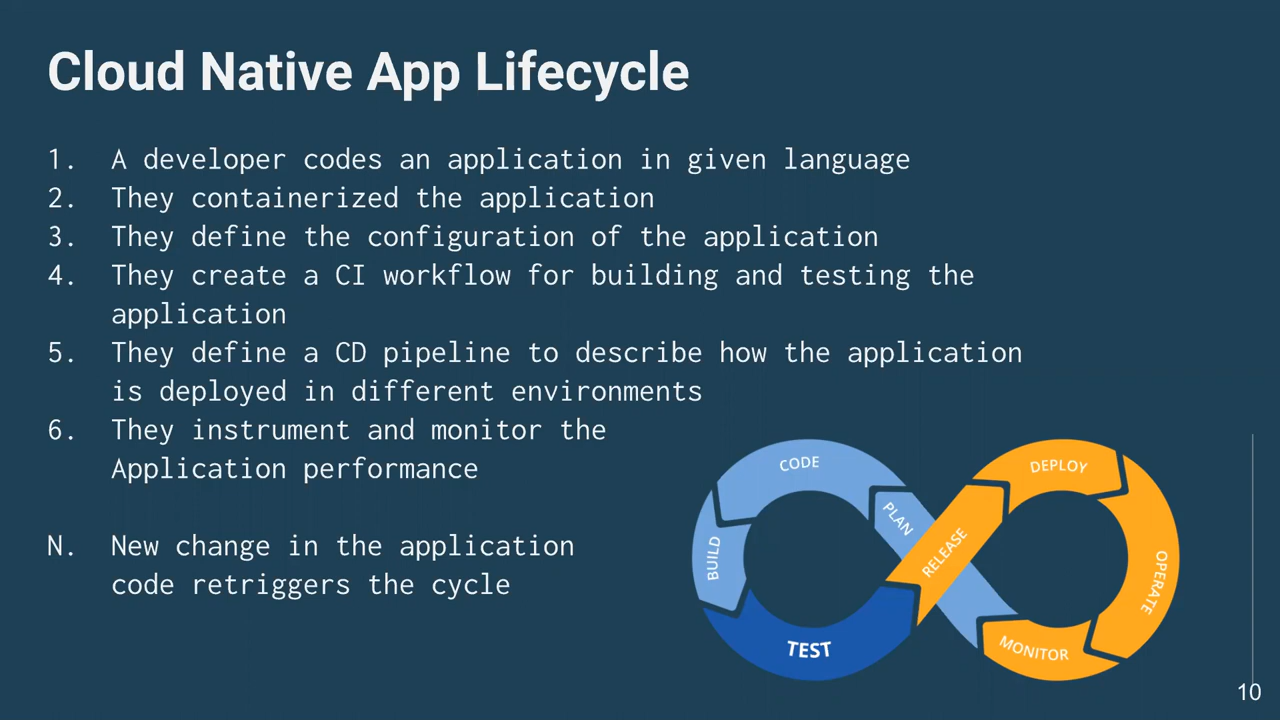 Cloud Native App Lifecycle
1. A developer codes an application in given language
2. They containerized the application
3. They define the configuration of the application
4. They create a CI workflow for building and testing the
application
5. They define a CD pipeline to describe how the application
is deployed in different environments
6. They instrument and monitor the
Application performance
N. New change in the application
code retriggers the cycle
CODE
PLAN
BUILD
TEST
RELEASE
DEPLOY
OPERATE
MONITOR
10